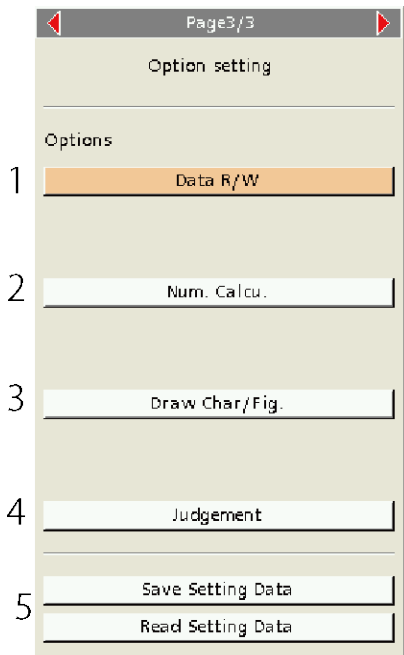 Page3/3
Option setting
Options
1 Data R/W
2 Num. Calcu.
3 Draw Char/Fig.
4 Judgement
5 Save Setting Data
Read Setting Data